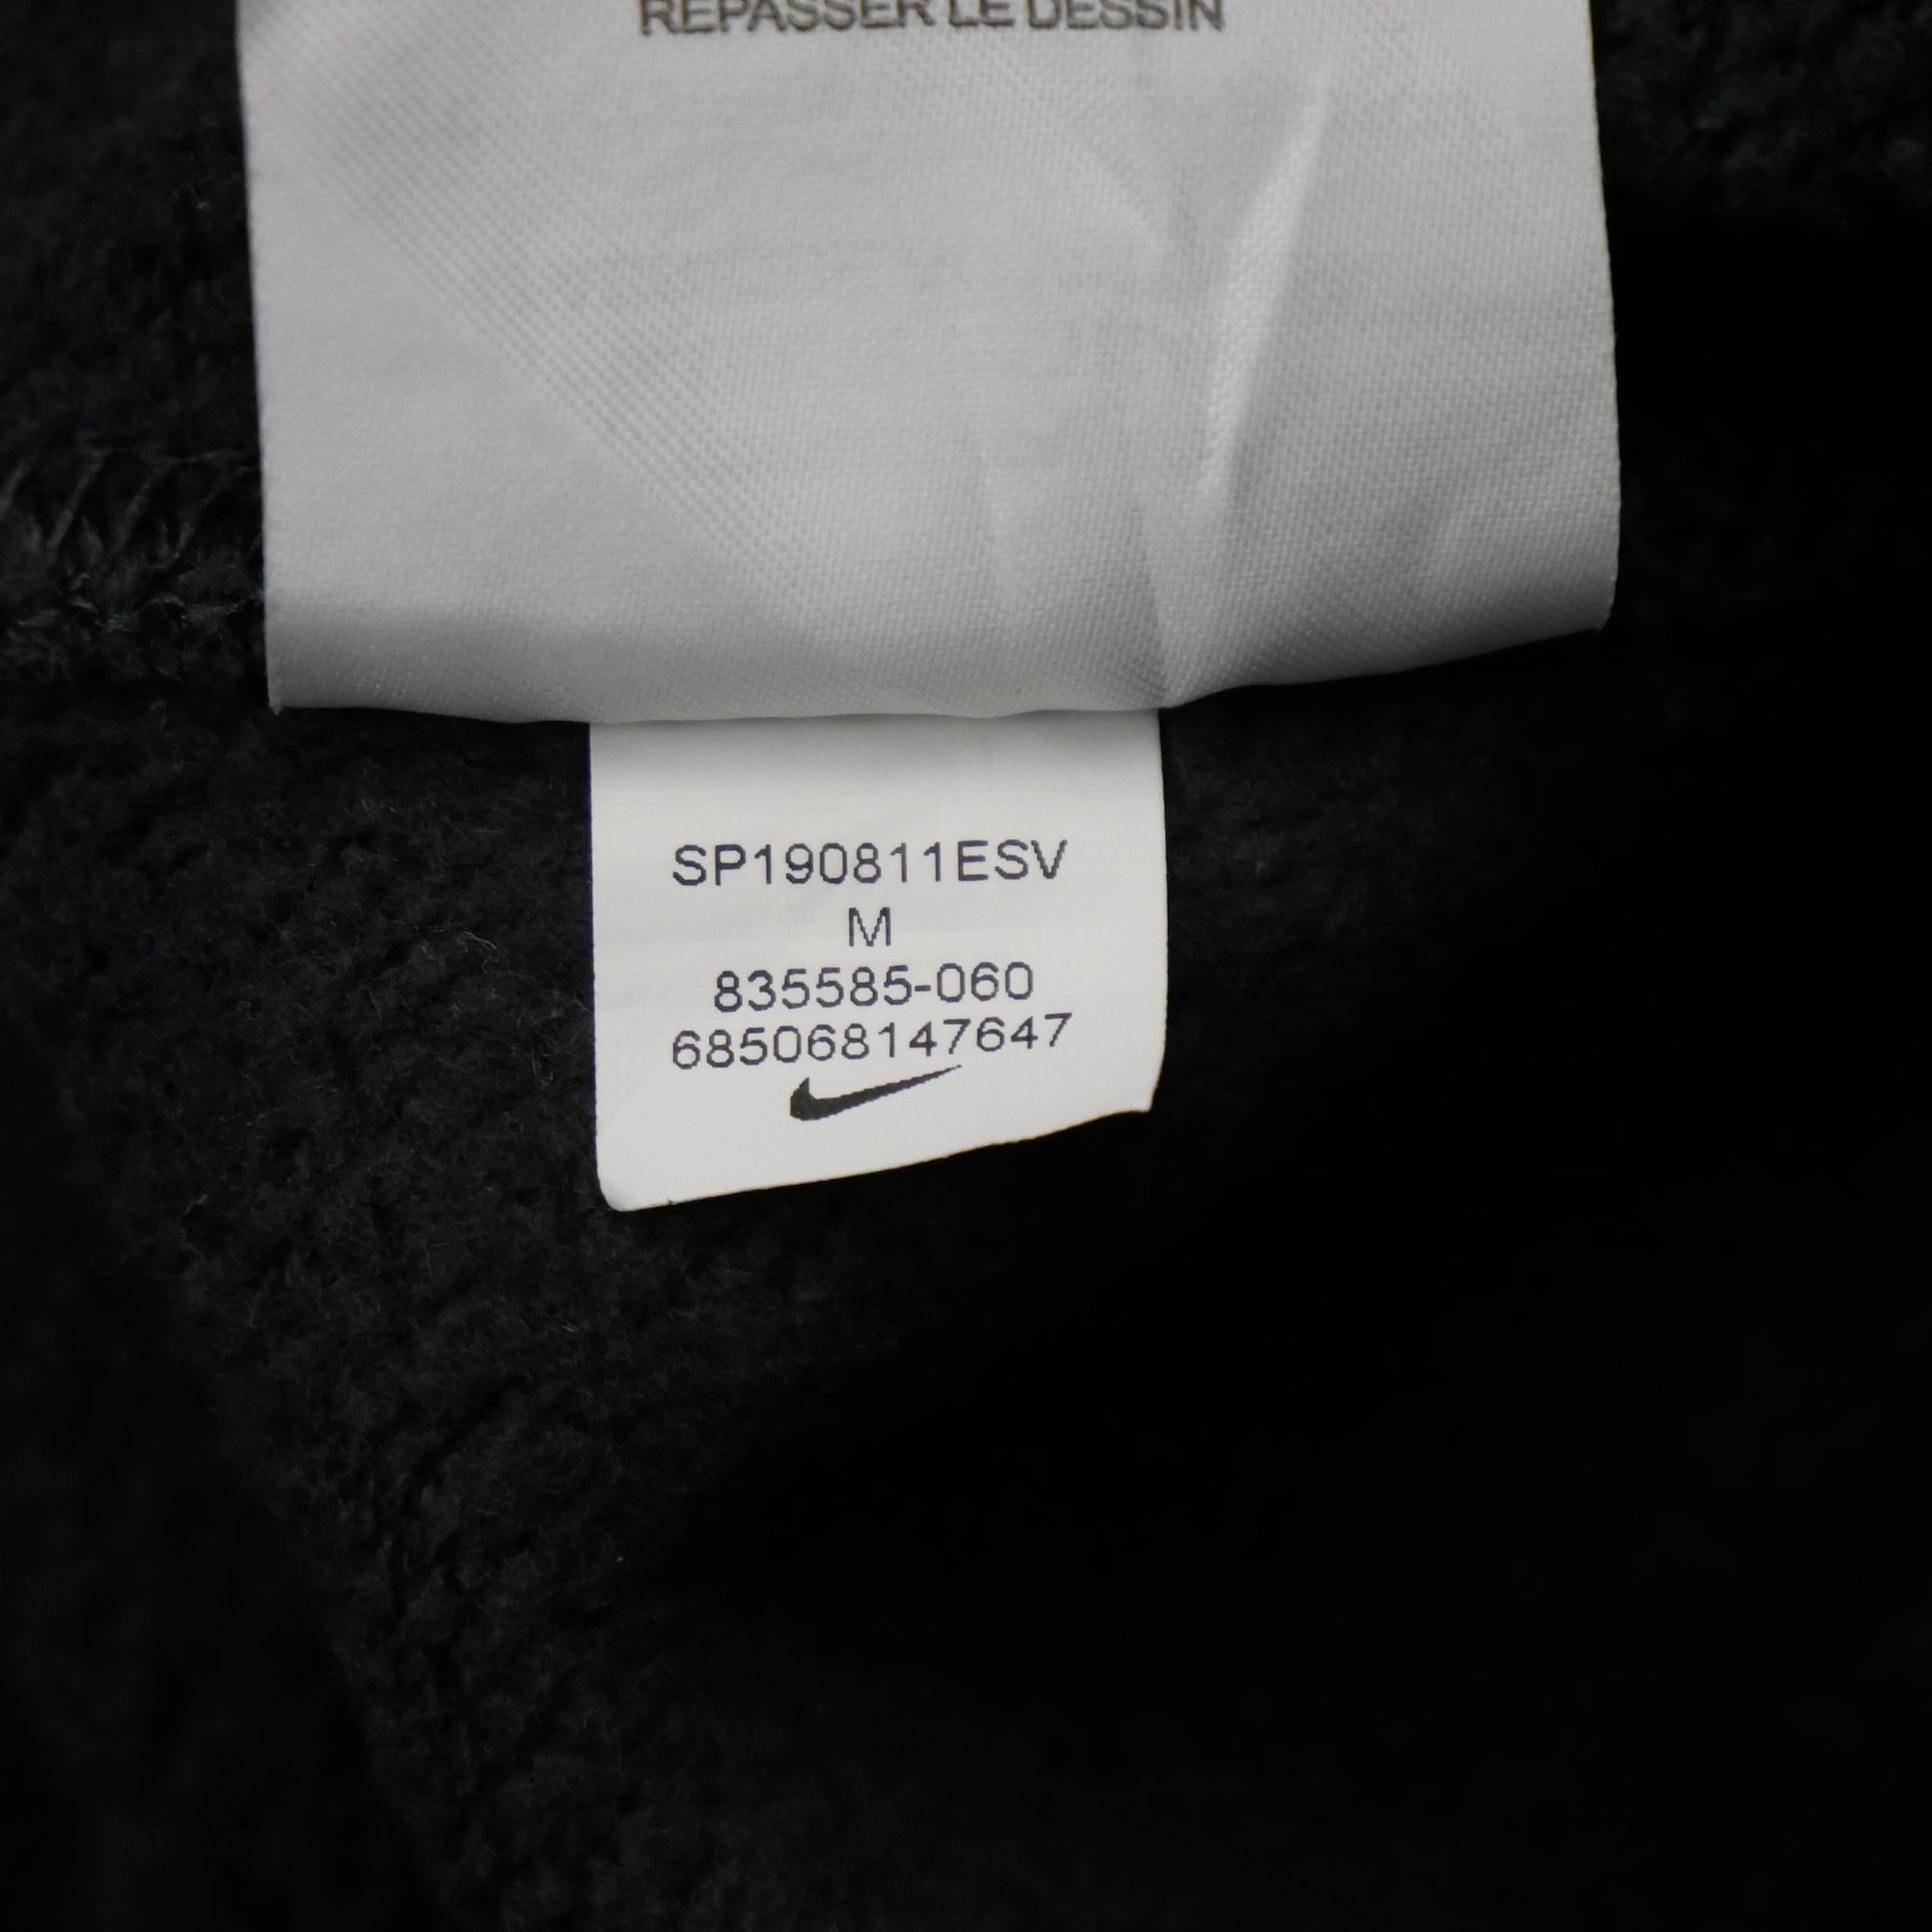 REPASSER LE DESSIN
SP190811ESV
M
835585-060
685068147647